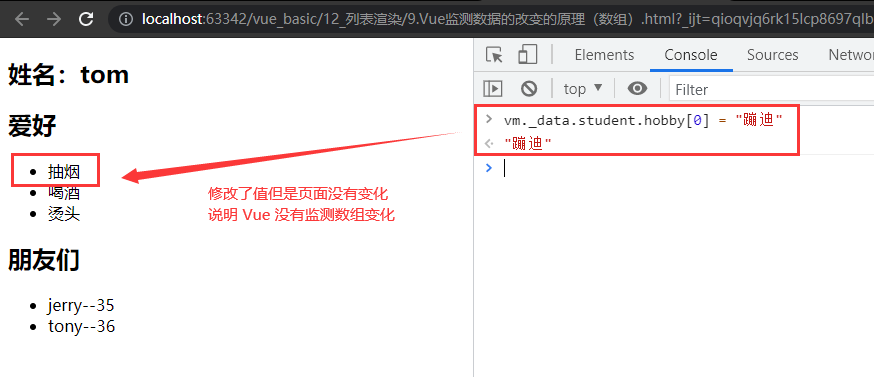 localhost:63342/vue_basic/12_列表渲染/9.Vue监测数据的改变的原理（数组）.html?_ijt=qioqvjq6rk15lcp8697qlb
姓名：tom
爱好
抽烟
喝酒
烫头
修改了值但是页面没有变化
说明 Vue 没有监测数组变化
朋友们
jerry--35
tony--36
Elements Console Sources Network
top Filter
vm._data.student.hobby[0] = "蹦迪"
"蹦迪"